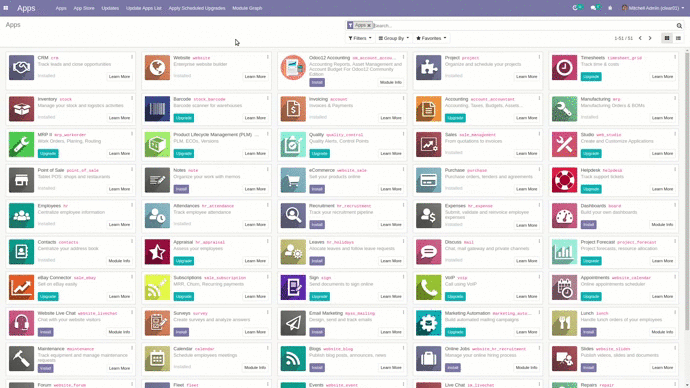 Apps
Apps App Store Updates Update Apps List Apply Scheduled Upgrades Module Graph
Mitchell Admin
Apps
Apps Search...
Filters Group By Favorites
1-51 / 51
CRM crm
Track leads and close opportunities
Installed Learn More
Website website
Enterprise website builder
Installed Learn More
Accounting Reports, Asset Management and
Account Budget For Odoo12 Community
Edition
Install Module Info
Project project
Organize and schedule your projects
Installed Learn More
Timesheets timesheet_grid
Track time & costs
Upgrade Learn More
Inventory stock
Manage your stock and logistics activities
Installed Learn More
Barcode stock_barcode
Barcode scanner for warehouses
Upgrade Learn More
Invoicing account
Invoices & Payments
Installed Learn More
Accounting account_accountant
Accounting, Taxes, Budgets, Assets...
Upgrade Learn More
Manufacturing mrp
Manufacturing Orders & BOMs
Installed Learn More
MRP II mrp_workorder
Work Orders, Planning, Routing
Upgrade Learn More
Product Lifecycle Management (PLM)
PLM, ECOs, Versions
Upgrade Learn More
Quality quality_control
Quality Alerts, Control Points
Upgrade Learn More
Sales sale_management
From quotations to invoices
Installed Learn More
Studio web_studio
Create and Customize Applications
Upgrade Learn More
Point of Sale point_of_sale
Tablet POS, shops and restaurants
Installed Learn More
Notes note
Organize your work with memos
Install Learn More
eCommerce website_sale
Sell your products online
Install Learn More
Purchase purchase
Purchase orders, tenders and agreements
Installed Learn More
Helpdesk helpdesk
Track support tickets
Upgrade Learn More
Employees hr
Centralize employee information
Installed Learn More
Attendances hr_attendance
Track employee attendance
Installed Learn More
Recruitment hr_recruitment
Track your recruitment pipeline
Install Learn More
Expenses hr_expense
Submit, validate and reinvoice employee
expenses
Installed Learn More
Dashboards board
Build your own dashboards
Install Module Info
Contacts contacts
Centralize your address book
Installed Module Info
Appraisal hr_appraisal
Assess your employees
Upgrade Learn More
Leaves hr_holidays
Allocate leaves and follow leave requests
Install Learn More
Discuss mail
Chat, mail gateway and private channels
Installed Learn More
Project Forecast project_forecast
Project forecasts, resource allocation
Upgrade Learn More
eBay Connector sale_ebay
Sell on eBay easily
Upgrade Learn More
Subscriptions sale_subscription
MRR, Churn, Recurring payments
Upgrade Learn More
Sign sign
Send documents to sign online
Upgrade Learn More
VoIP voip
Call using VoIP
Upgrade Learn More
Appointments website_calendar
Online appointments scheduler
Upgrade Learn More
Website Live Chat website_livechat
Chat with your website visitors
Install Module Info
Surveys survey
Create surveys and analyze answers
Install Learn More
Email Marketing mass_mailing
Design, send and track emails
Install Learn More
Marketing Automation
Build automated mailing campaigns
Upgrade Learn More
Lunch lunch
Handle lunch orders of your employees
Install Module Info
Maintenance maintenance
Track equipment and manage maintenance
requests
Install Learn More
Calendar calendar
Schedule employees meetings
Installed Module Info
Blogs website_blog
Publish blog posts, announces, news
Install Learn More
Online Jobs website_hr_recruitment
Manage your online hiring process
Install Module Info
Slides website_slides
Publish videos, slides and documents
Install Learn More
Forum website_forum
Fleet fleet
Events website_event
Live Chat im_livechat
Repairs repair